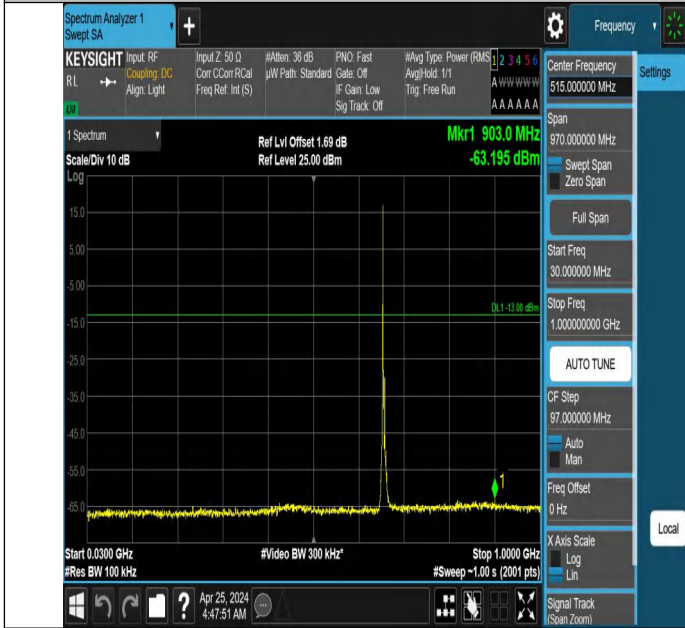 Spectrum Analyzer 1
Swept SA
+
Frequency
KEYSIGHT
RL
Input: RF
Coupling: DC
Align: Light
Input Z: 50 Ω
Corr CCorr RCal
Freq Ref: Int (S)
#Atten: 36 dB
µW Path: Standard
PNO: Fast
Gate: Off
IF Gain: Low
Sig Track: Off
#Avg Type: Power (RMS
Avg|Hold: 1/1
Trig: Free Run
1 2 3 4 5 6
A W W W W W
A A A A A A
1 Spectrum
Scale/Div 10 dB
Log
Ref Lvl Offset 1.69 dB
Ref Level 25.00 dBm
Mkr1 903.0 MHz
-63.195 dBm
15.0
5.00
-5.00
DL1 -13.00 dBm
-15.0
-25.0
-35.0
-45.0
-55.0
1
-65.0
Start 0.0300 GHz
#Res BW 100 kHz
#Video BW 300 kHz*
Stop 1.0000 GHz
#Sweep ~1.00 s (2001 pts)
?
Apr 25, 2024
4:47:51 AM
Center Frequency
515.000000 MHz
Span
970.000000 MHz
Swept Span
Zero Span
Full Span
Start Freq
30.000000 MHz
Stop Freq
1.000000000 GHz
AUTO TUNE
CF Step
97.000000 MHz
Auto
Man
Freq Offset
0 Hz
X Axis Scale
Log
Lin
Signal Track
(Span Zoom)
Settings
Local